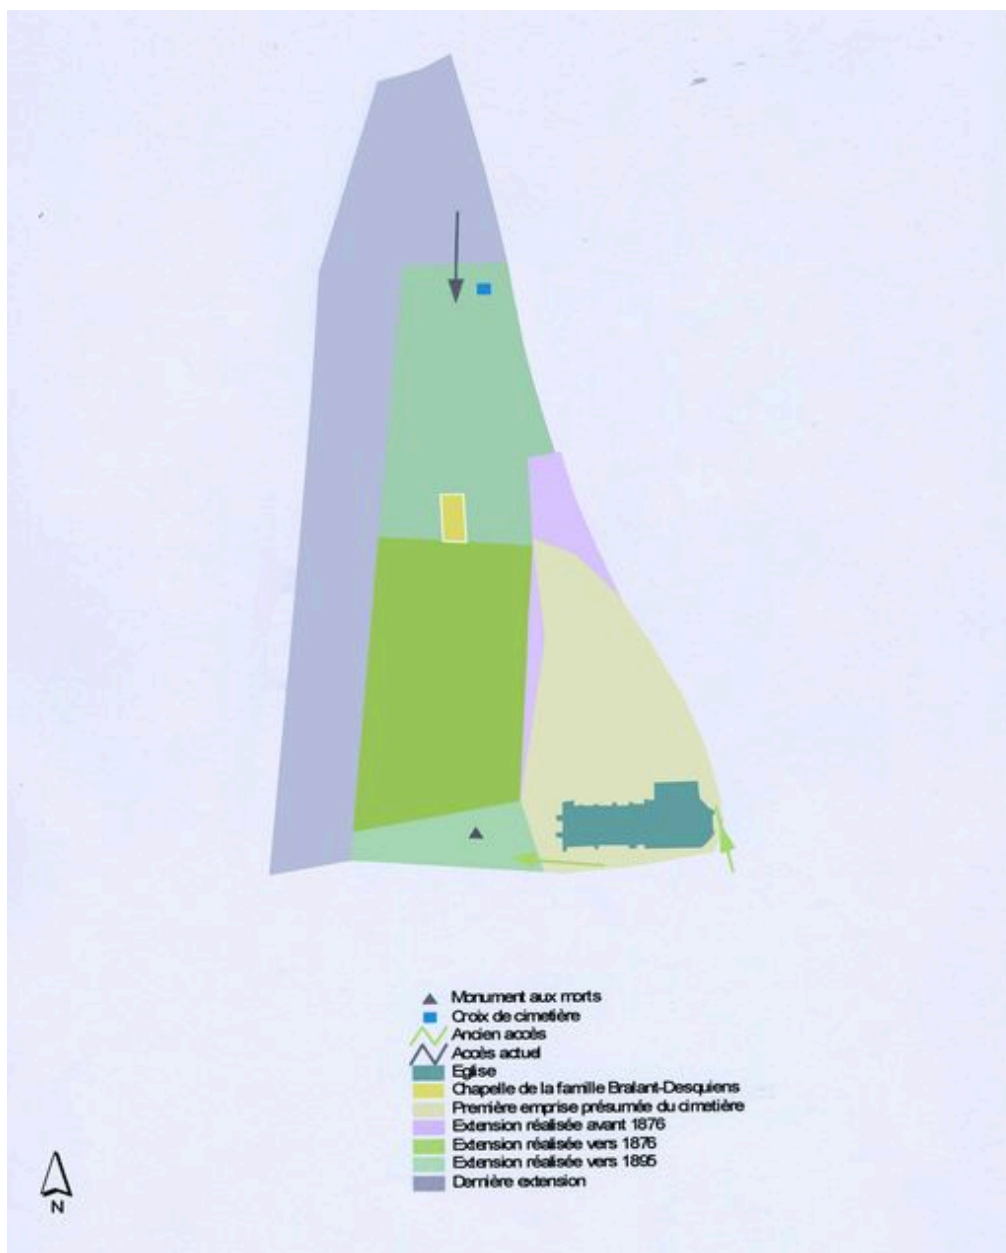 Monument aux morts
Croix de cimetière
Ancien accès
Accès actuel
Eglise
Chapelle de la famille Bralant-Desquiens
Première emprise présumée du cimetière
Extension réalisée avant 1876
Extension réalisée vers 1876
Extension réalisée vers 1895
Dernière extension
N